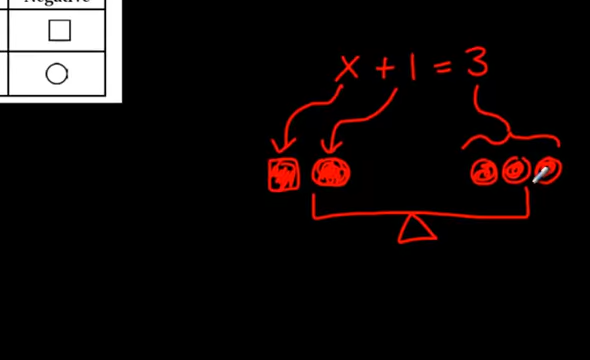 Negative
x + 1 = 3